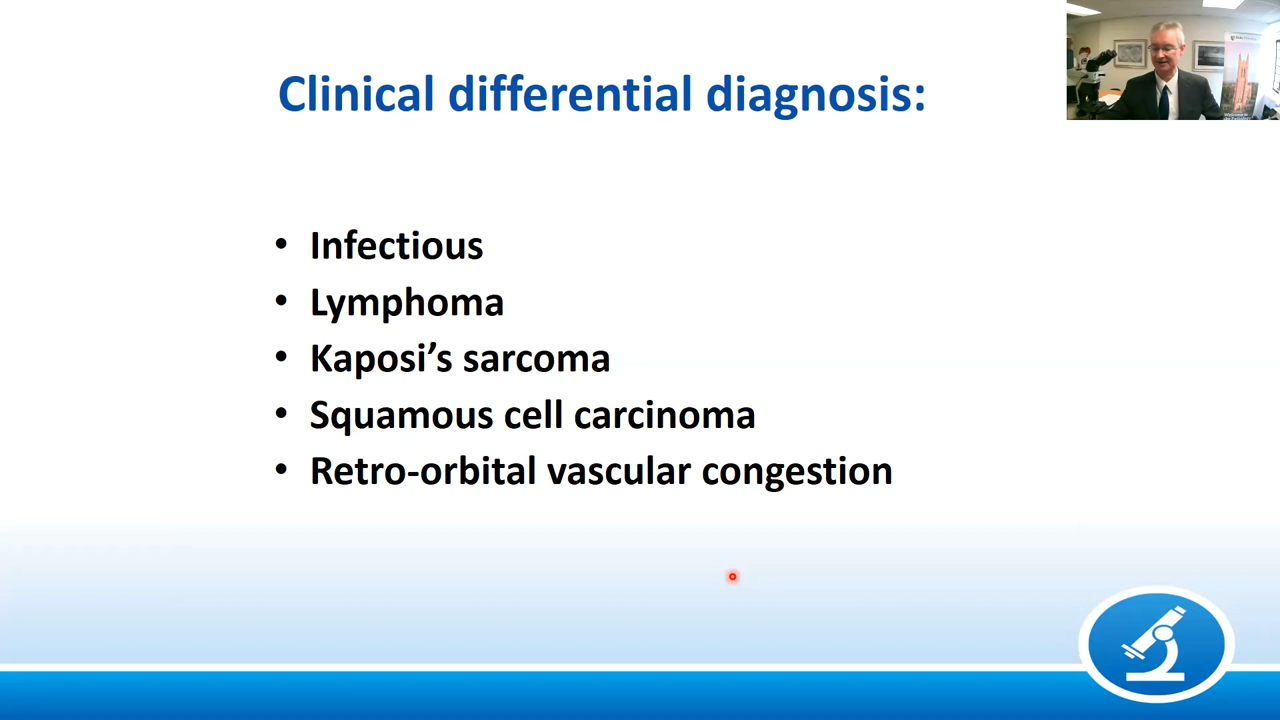 Clinical differential diagnosis:
• Infectious
• Lymphoma
• Kaposi’s sarcoma
• Squamous cell carcinoma
• Retro-orbital vascular congestion